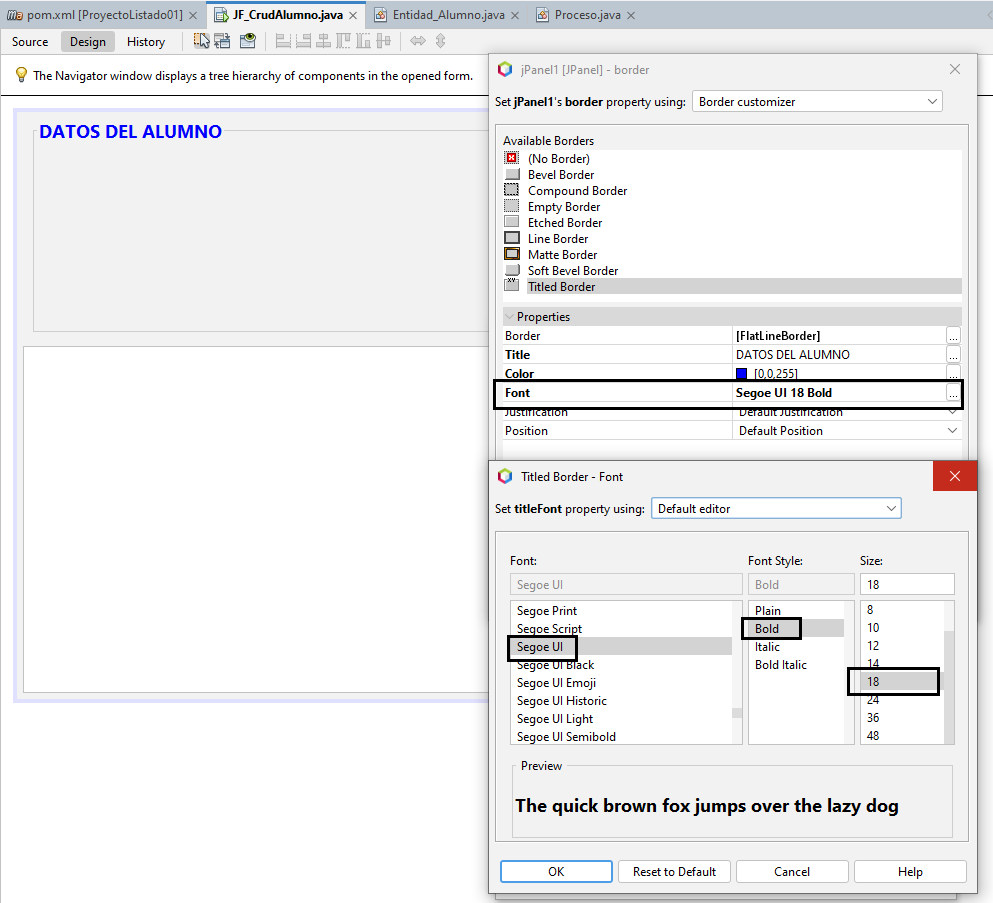 pom.xml [ProyectoListado01] JF_CrudAlumno.java Entidad_Alumno.java Proceso.java
Source Design History
The Navigator window displays a tree hierarchy of components in the opened form.
DATOS DEL ALUMNO
jPanel1 [JPanel] - border
Set jPanel1's border property using: Border customizer
Available Borders
(No Border)
Bevel Border
Compound Border
Empty Border
Etched Border
Line Border
Matte Border
Soft Bevel Border
Titled Border
Properties
Border [FlatLineBorder] ...
Title DATOS DEL ALUMNO ...
Color [0,0,255] ...
Font Segoe UI 18 Bold ...
Justification Default Justification
Position Default Position
Titled Border - Font
Set titleFont property using: Default editor
Font: Font Style: Size:
Segoe UI Bold 18
Segoe Print Plain 8
Segoe Script Bold 10
Segoe UI Italic 12
Segoe UI Black Bold Italic 14
Segoe UI Emoji 18
Segoe UI Historic 24
Segoe UI Light 36
Segoe UI Semibold 48
Preview
The quick brown fox jumps over the lazy dog
OK Reset to Default Cancel Help